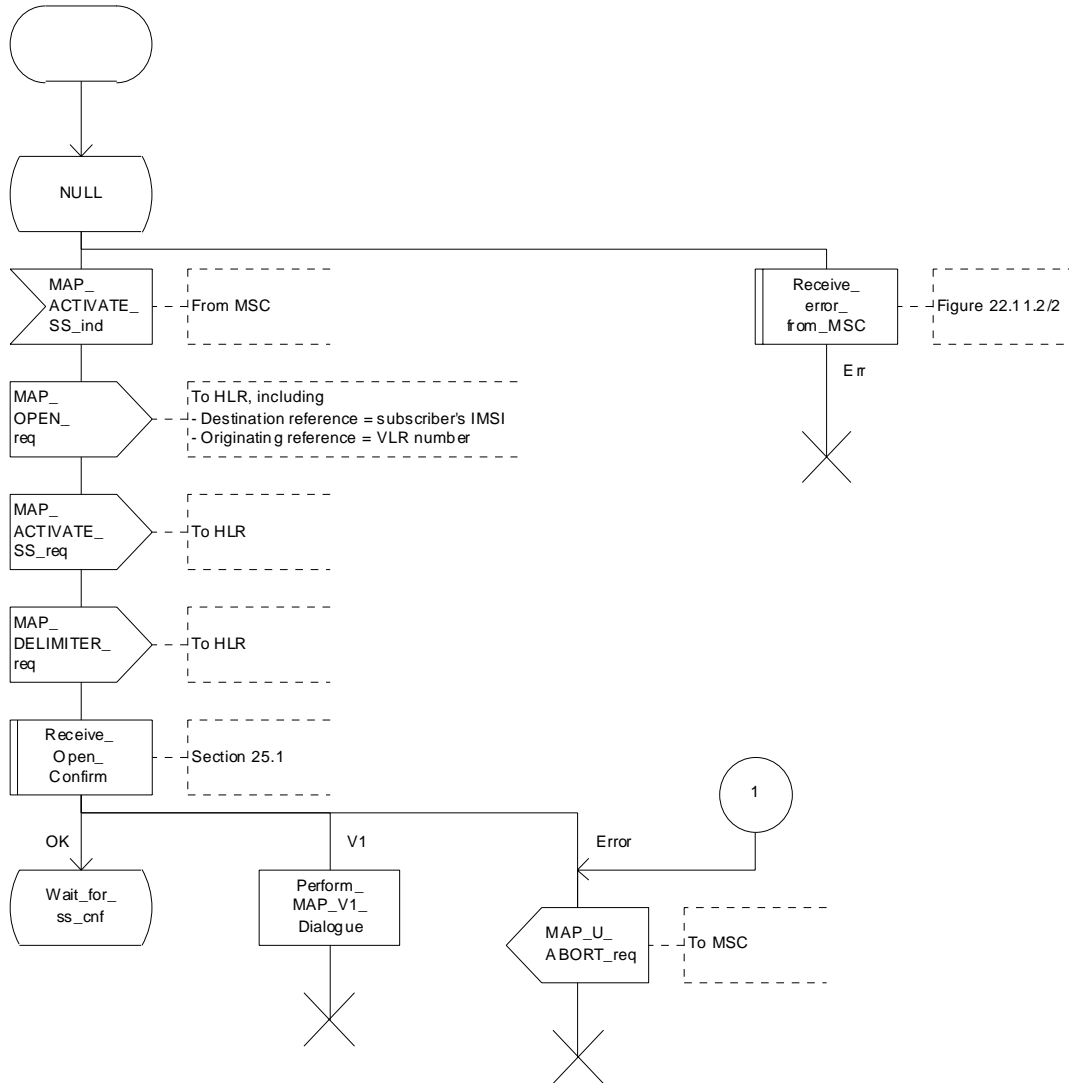 NULL
MAP_
ACTIVATE_
SS_ind
From MSC
Receive_
error_
from_MSC
Figure 22.11.2/2
Err
MAP_
OPEN_
req
To HLR, including
- Destination reference = subscriber's IMSI
- Originating reference = VLR number
MAP_
ACTIVATE_
SS_req
To HLR
MAP_
DELIMITER_
req
To HLR
Receive_
Open_
Confirm
Section 25.1
1
OK
V1
Error
Wait_for_
ss_cnf
Perform_
MAP_V1_
Dialogue
MAP_U_
ABORT_req
To MSC